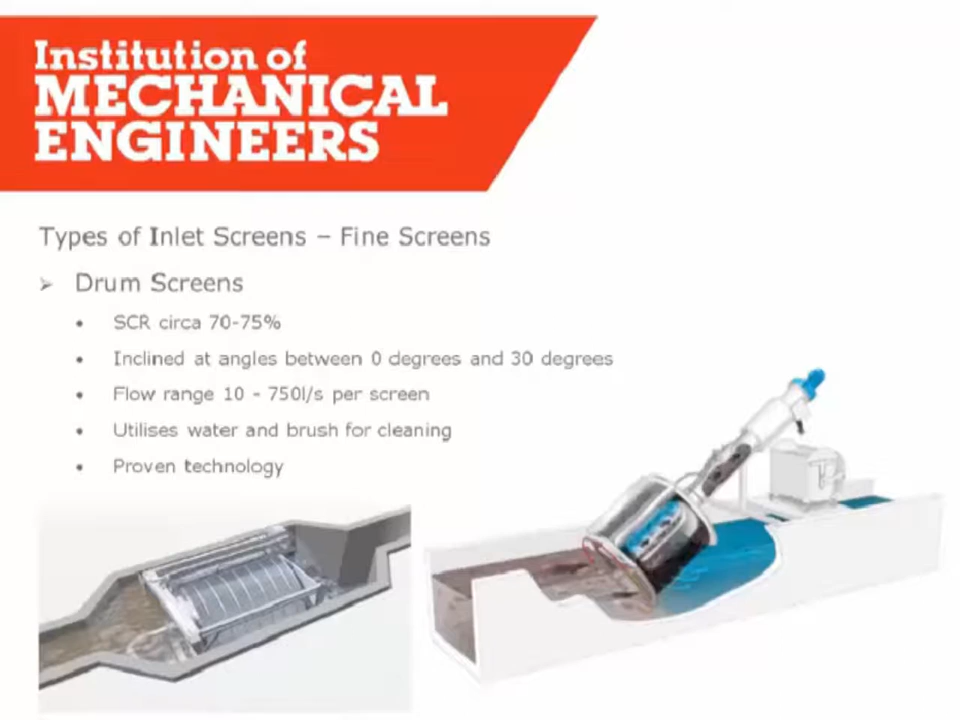 Institution of
MECHANICAL
ENGINEERS
Types of Inlet Screens – Fine Screens
➢ Drum Screens
• SCR circa 70-75%
• Inclined at angles between 0 degrees and 30 degrees
• Flow range 10 - 750l/s per screen
• Utilises water and brush for cleaning
• Proven technology